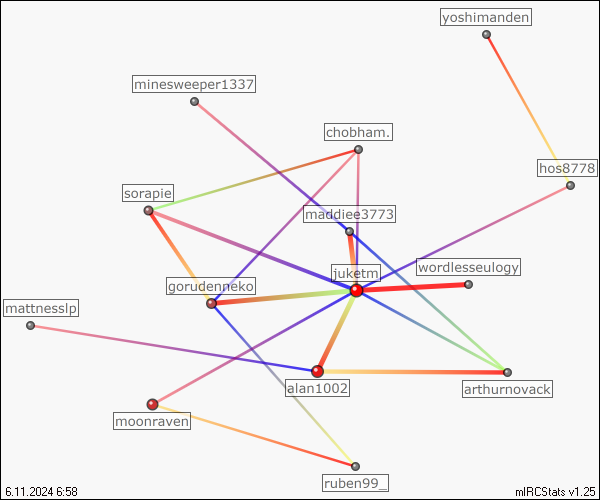 yoshimanden
minesweeper1337
chobham.
hos8778
sorapie
maddiee3773
wordlesseulogy
juketm
gorudenneko
mattnesslp
alan1002
arthurnovack
moonraven
ruben99_
6.11.2024 6:58
mIRCStats v1.25